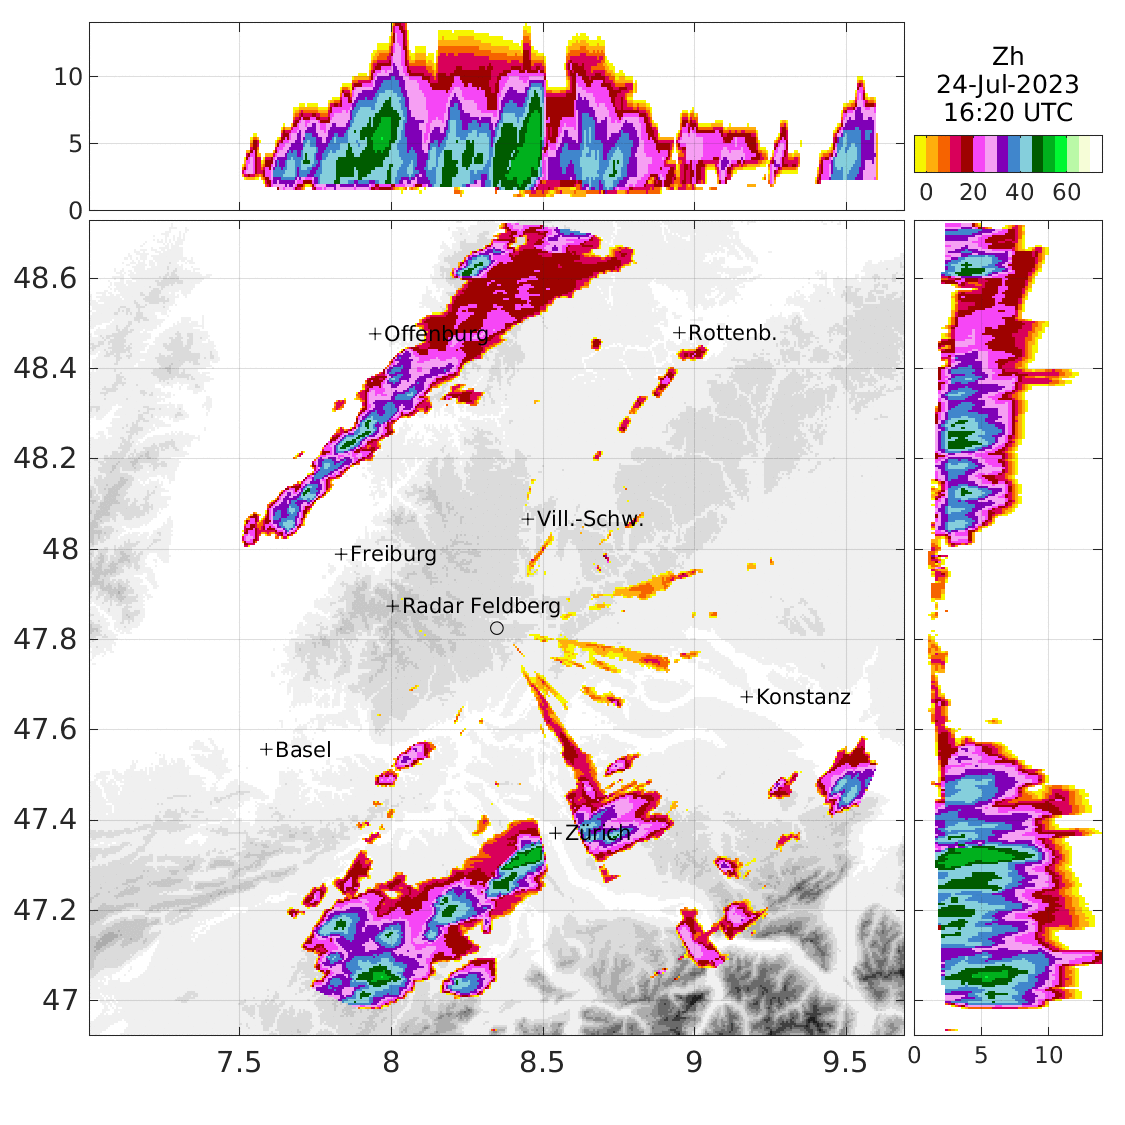 10
5
0
Zh
24-Jul-2023
16:20 UTC
0 20 40 60
48.6
48.4
48.2
48
47.8
47.6
47.4
47.2
47
+Offenburg
+Rottenb.
+Vill.-Schw.
+Freiburg
+Radar Feldberg
+Konstanz
+Basel
+Zürich
7.5 8 8.5 9 9.5
0 5 10